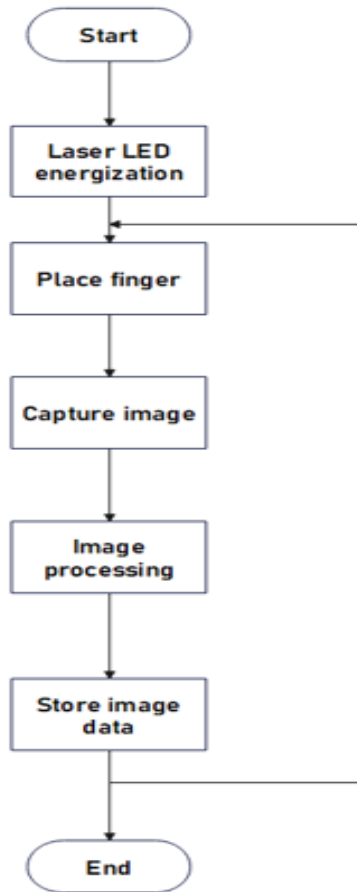 Start
Laser LED
energization
Place finger
Capture image
Image
processing
Store image
data
End